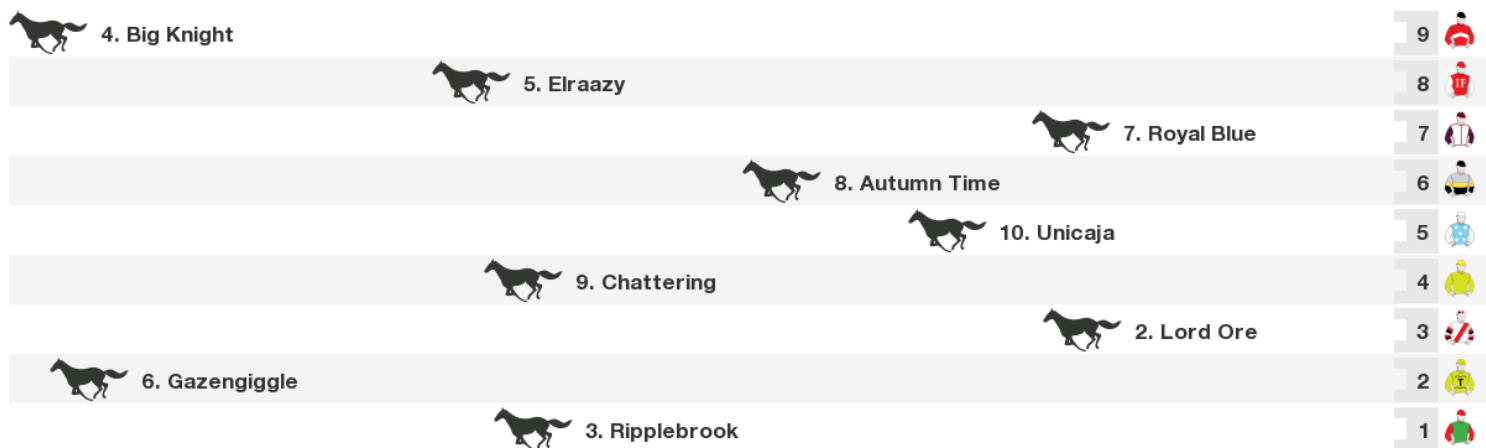 4. Big Knight 9
5. Elraazy 8 IF
7. Royal Blue 7
8. Autumn Time 6
10. Unicaja 5
9. Chattering 4
2. Lord Ore 3
6. Gazengiggle 2 T
3. Ripplebrook 1